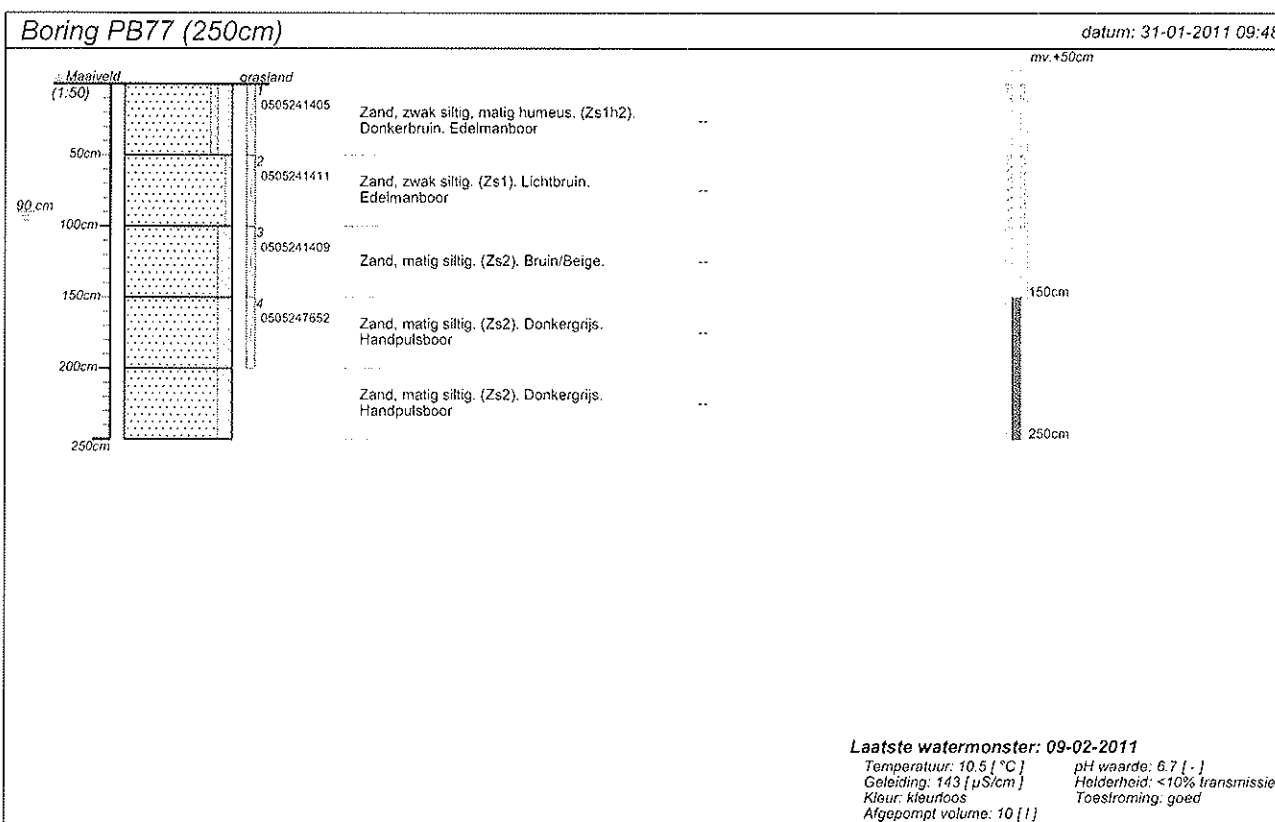 Boring PB77 (250cm)
datum: 31-01-2011 09:48
mv.+50cm
Maaiveld
grasland
(1:50)
1
0505241405
Zand, zwak siltig, matig humeus. (Zs1h2).
Donkerbruin. Edelmanboor
--
50cm
2
0505241411
Zand, zwak siltig. (Zs1). Lichtbruin.
Edelmanboor
--
90 cm
100cm
3
0505241409
Zand, matig siltig. (Zs2). Bruin/Beige.
--
150cm
150cm
4
0505247652
Zand, matig siltig. (Zs2). Donkergrijs.
Handpulsboor
--
200cm
Zand, matig siltig. (Zs2). Donkergrijs.
Handpulsboor
--
250cm
250cm
Laatste watermonster: 09-02-2011
Temperatuur: 10.5 [ °C ]
pH waarde: 6.7 [ - ]
Geleiding: 143 [ µS/cm ]
Helderheid: <10% transmissie
Kleur: kleurloos
Toestroming: goed
Afgepompt volume: 10 [ l ]